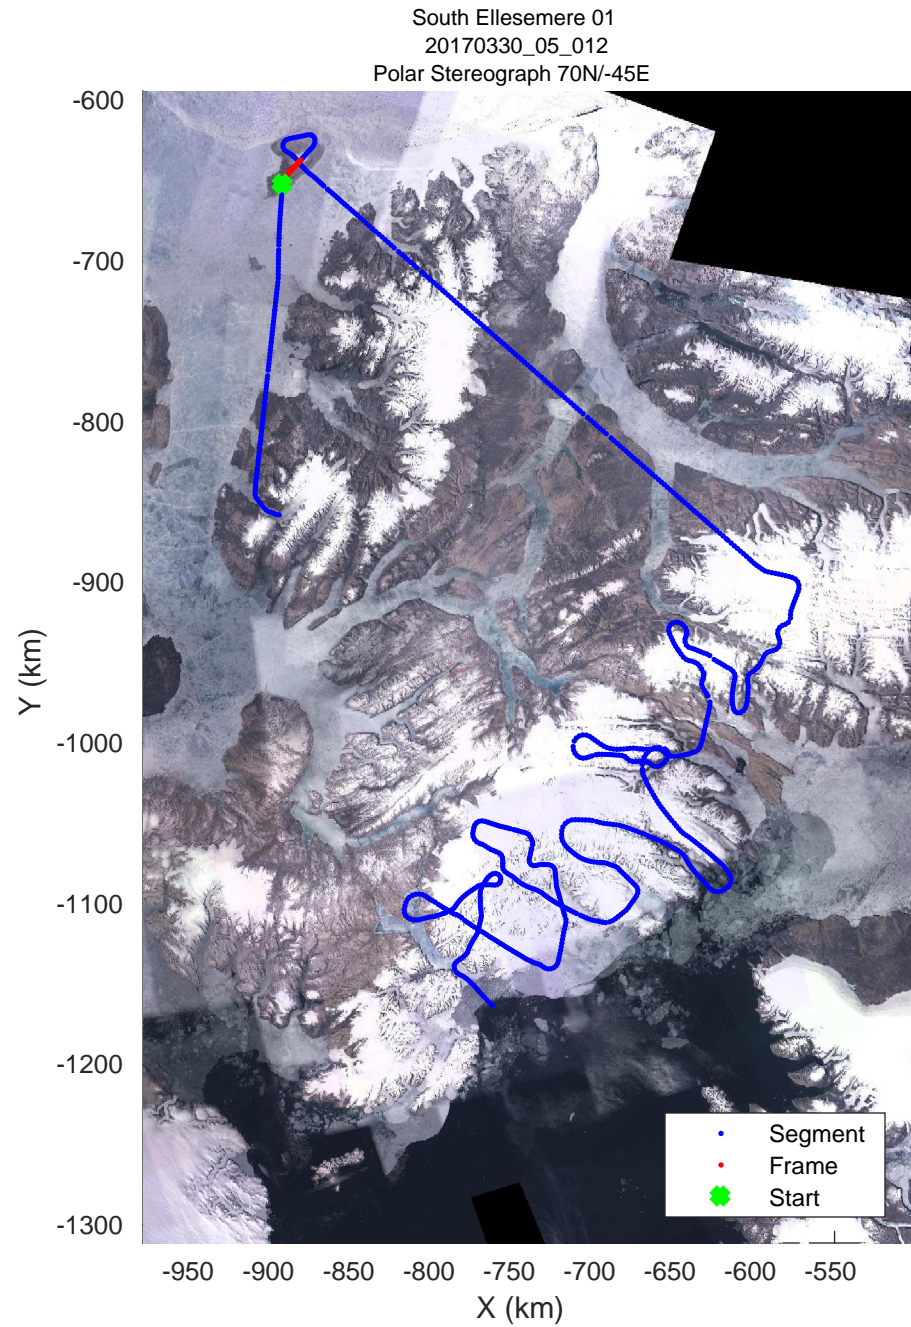 South Ellesemere 01
20170330_05_012
Polar Stereograph 70N/-45E
-600
-700
-800
-900
-1000
-1100
-1200
-1300
Y (km)
-950 -900 -850 -800 -750 -700 -650 -600 -550
X (km)
Segment
Frame
Start